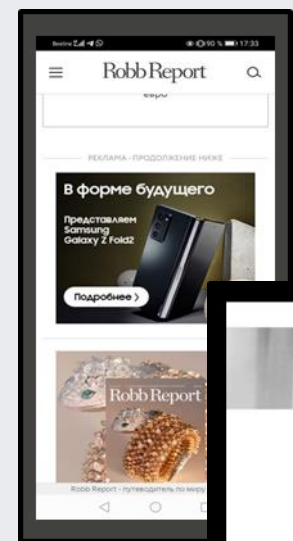 Beeline
90 % 17:33
Robb Report
евро
РЕКЛАМА - ПРОДОЛЖЕНИЕ НИЖЕ
В форме будущего
Представляем
Samsung
Galaxy Z Fold2
Подробнее >
Robb Report
Robb Report - путеводитель по миру